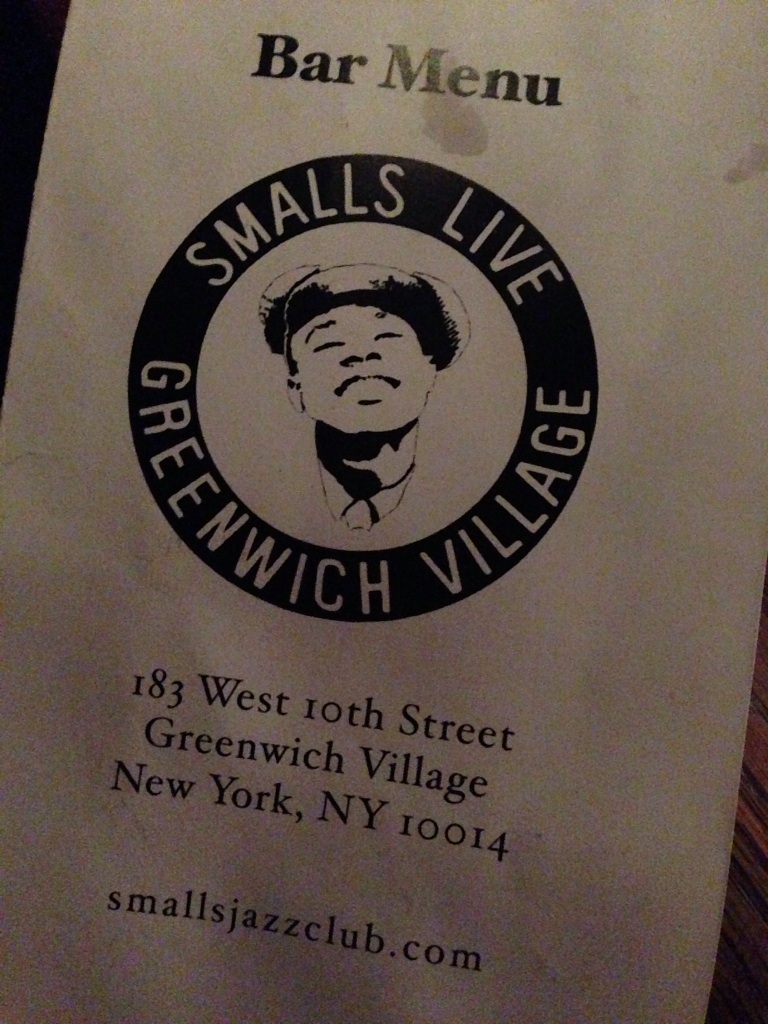 Bar Menu
SMALLS LIVE
GREENWICH VILLAGE
183 West 10th Street
Greenwich Village
New York, NY 10014
smallsjazzclub.com